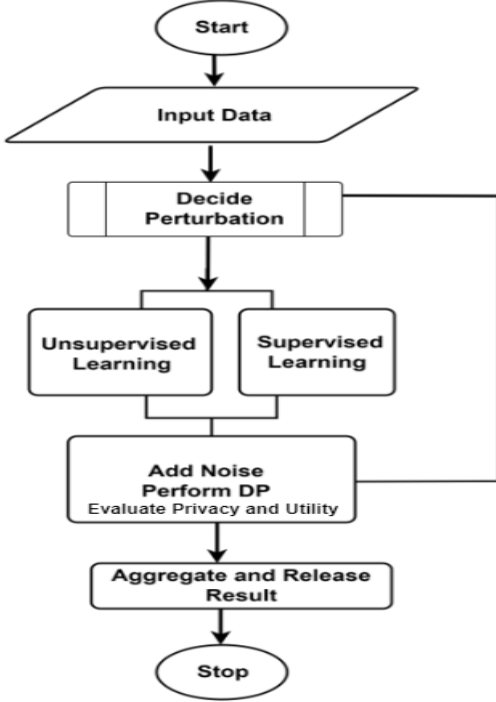 Start
Input Data
Decide
Perturbation
Unsupervised
Learning
Supervised
Learning
Add Noise
Perform DP
Evaluate Privacy and Utility
Aggregate and Release
Result
Stop